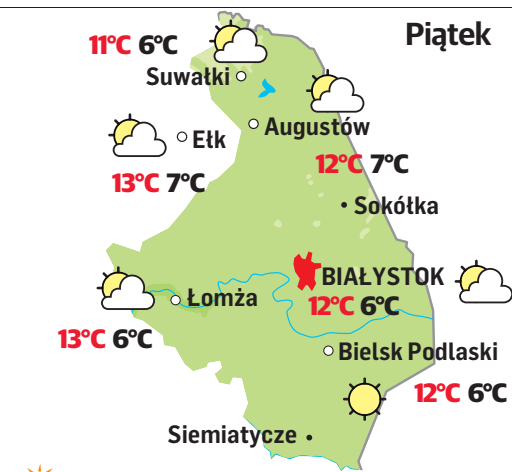 Piątek
11°C 6°C
Suwałki
Augustów
Ełk
12°C 7°C
13°C 7°C
Sokółka
BIAŁYSTOK
Łomża
12°C 6°C
13°C 6°C
Bielsk Podlaski
12°C 6°C
Siemiatycze